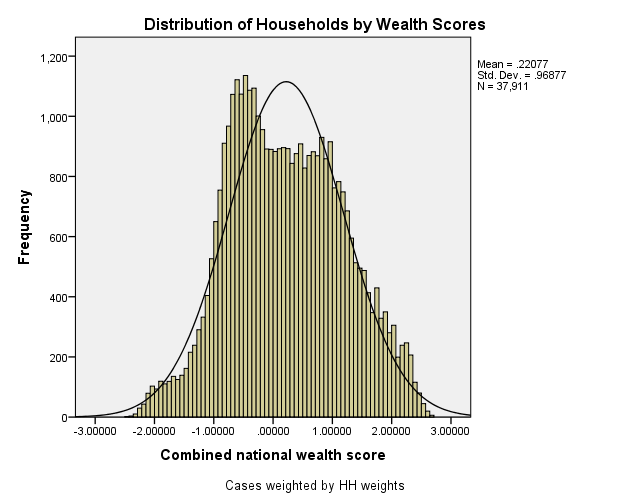 Distribution of Households by Wealth Scores
Mean = .22077
Std. Dev. = .96877
N = 37,911
Frequency
1,200
1,000
800
600
400
200
0
-3.00000 -2.00000 -1.00000 .00000 1.00000 2.00000 3.00000
Combined national wealth score
Cases weighted by HH weights